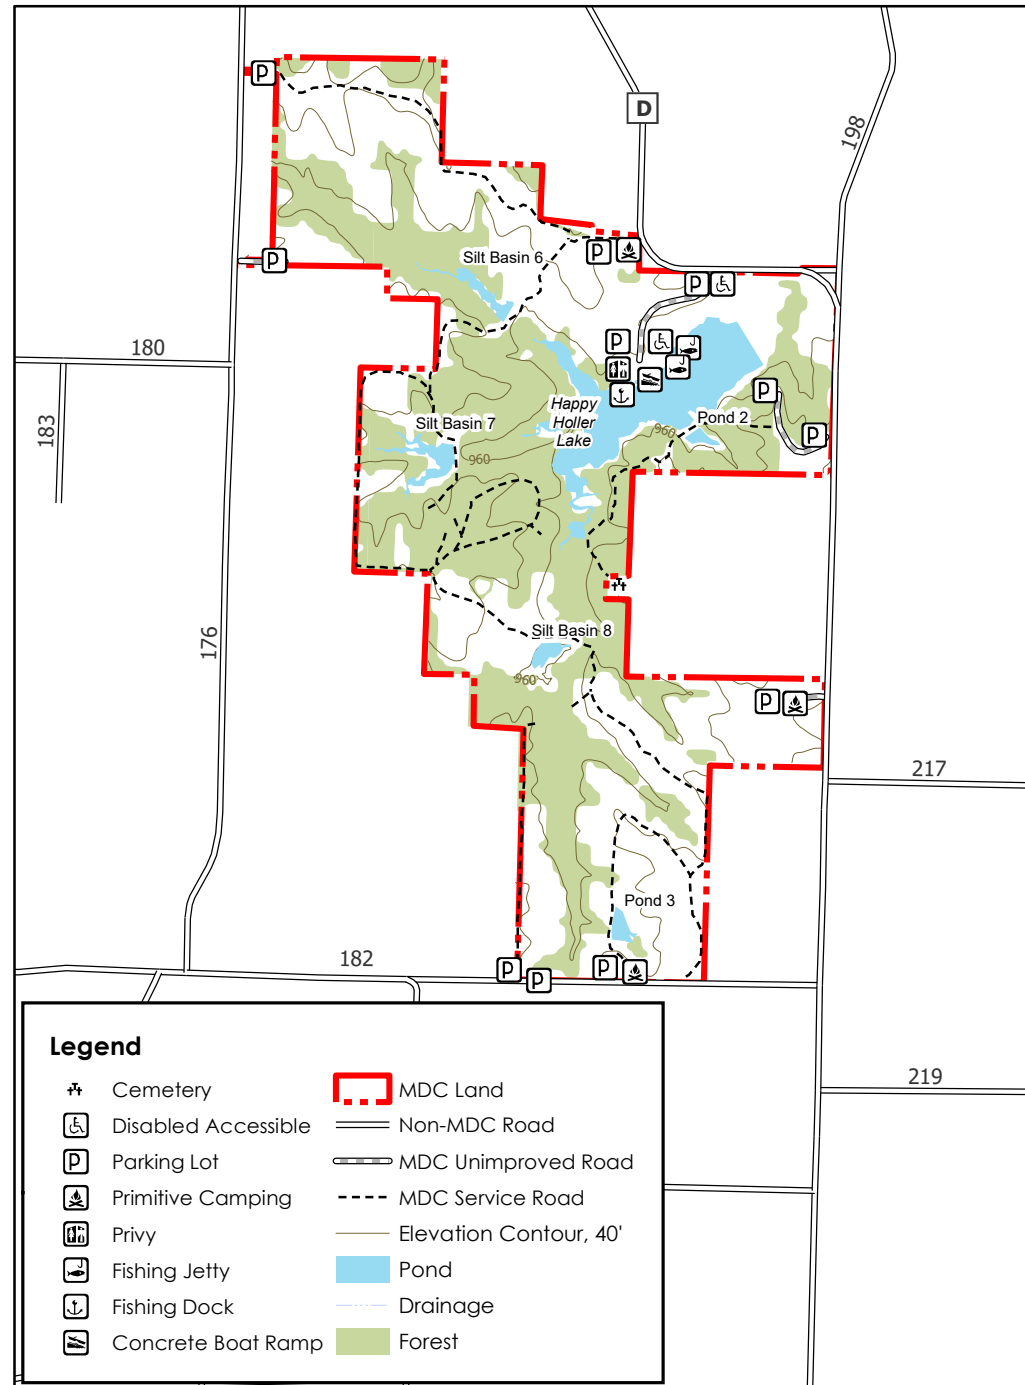 P
D
198
Silt Basin 6
P
P
P
180
P
183
Happy
Holler
Lake
P
Pond 2
Silt Basin 7
960
P
960
176
Silt Basin 8
960
P
217
Pond 3
182
P
P
P
219
Legend
Cemetery
Disabled Accessible
P Parking Lot
Primitive Camping
Privy
Fishing Jetty
Fishing Dock
Concrete Boat Ramp
MDC Land
Non-MDC Road
MDC Unimproved Road
MDC Service Road
Elevation Contour, 40'
Pond
Drainage
Forest